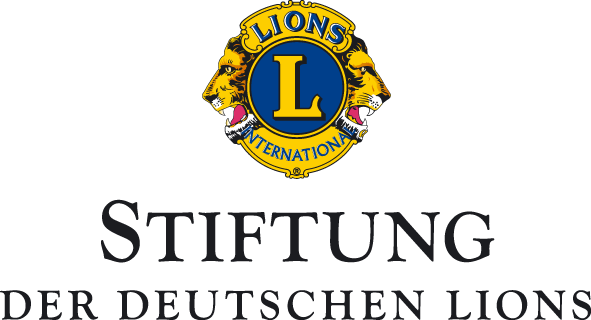 LIONS
L
INTERNATIONAL
®
STIFTUNG
DER DEUTSCHEN LIONS